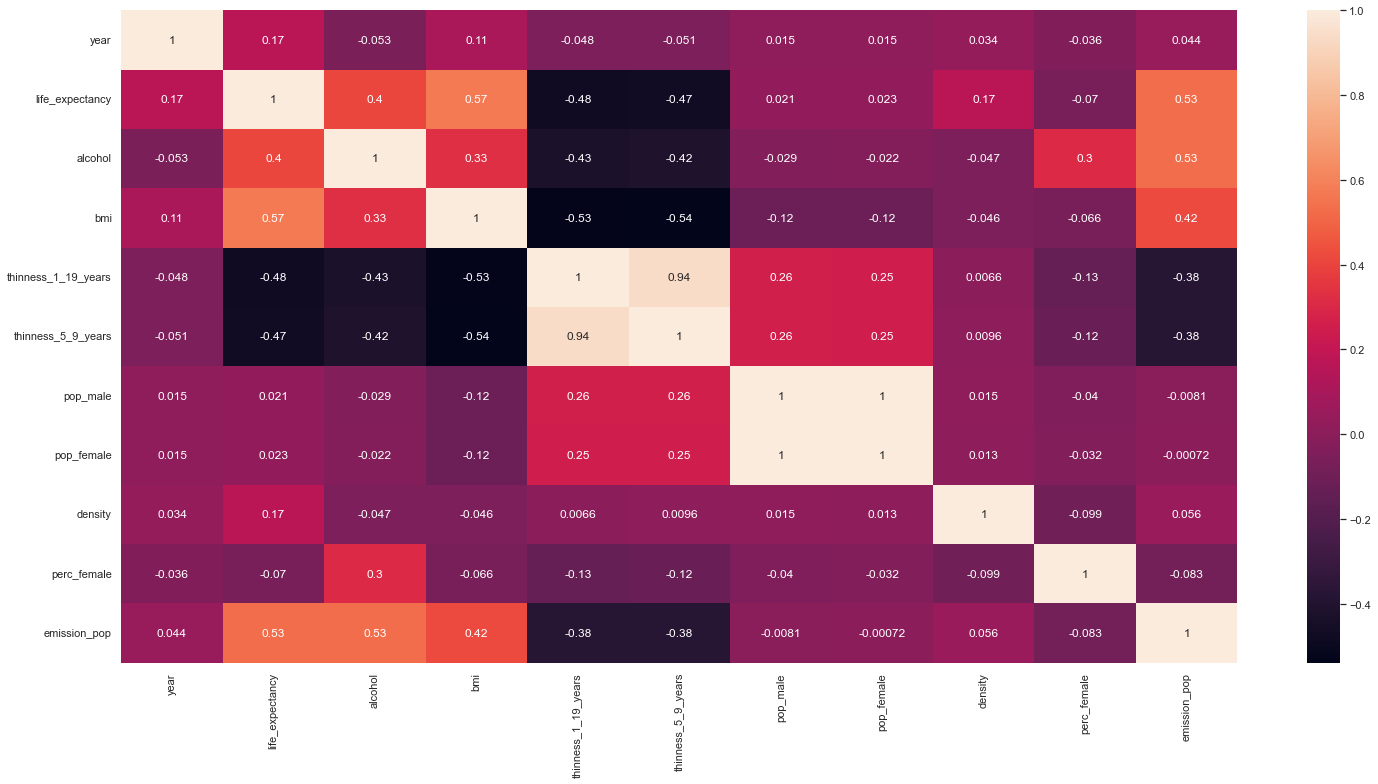 year 1 0.17 -0.053 0.11 -0.048 -0.051 0.015 0.015 0.034 -0.036 0.044
life_expectancy 0.17 1 0.4 0.57 -0.48 -0.47 0.021 0.023 0.17 -0.07 0.53
alcohol -0.053 0.4 1 0.33 -0.43 -0.42 -0.029 -0.022 -0.047 0.3 0.53
bmi 0.11 0.57 0.33 1 -0.53 -0.54 -0.12 -0.12 -0.046 -0.066 0.42
thinness_1_19_years -0.048 -0.48 -0.43 -0.53 1 0.94 0.26 0.25 0.0066 -0.13 -0.38
thinness_5_9_years -0.051 -0.47 -0.42 -0.54 0.94 1 0.26 0.25 0.0096 -0.12 -0.38
pop_male 0.015 0.021 -0.029 -0.12 0.26 0.26 1 1 0.015 -0.04 -0.0081
pop_female 0.015 0.023 -0.022 -0.12 0.25 0.25 1 1 0.013 -0.032 -0.00072
density 0.034 0.17 -0.047 -0.046 0.0066 0.0096 0.015 0.013 1 -0.099 0.056
perc_female -0.036 -0.07 0.3 -0.066 -0.13 -0.12 -0.04 -0.032 -0.099 1 -0.083
emission_pop 0.044 0.53 0.53 0.42 -0.38 -0.38 -0.0081 -0.00072 0.056 -0.083 1
year
life_expectancy
alcohol
bmi
thinness_1_19_years
thinness_5_9_years
pop_male
pop_female
density
perc_female
emission_pop
1.0
0.8
0.6
0.4
0.2
0.0
−0.2
−0.4